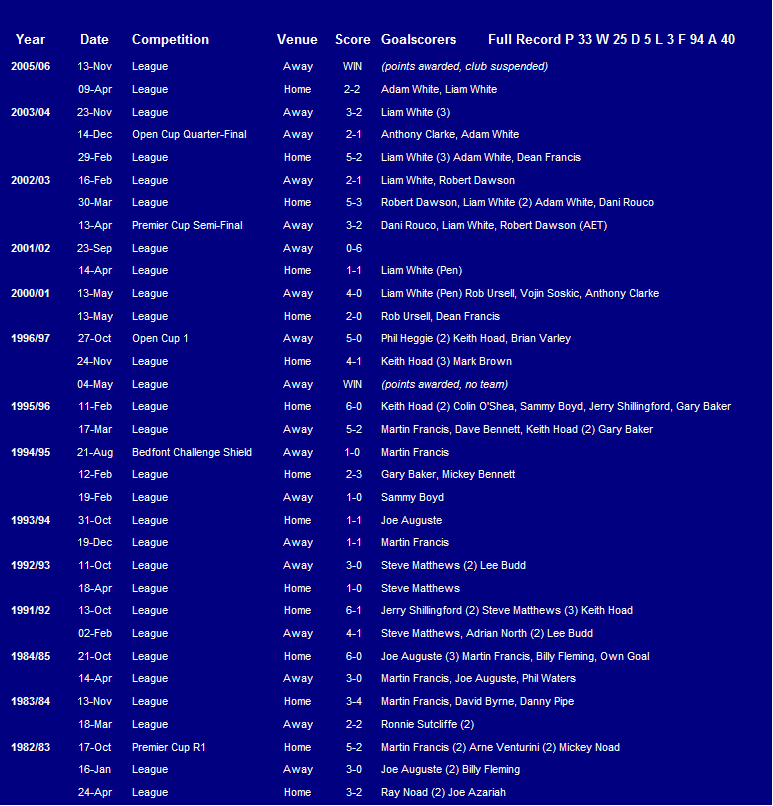 Year Date Competition Venue Score Goalscorers Full Record P 33 W 25 D 5 L 3 F 94 A 40
2005/06 13-Nov League Away WIN (points awarded, club suspended)
09-Apr League Home 2-2 Adam White, Liam White
2003/04 23-Nov League Away 3-2 Liam White (3)
14-Dec Open Cup Quarter-Final Away 2-1 Anthony Clarke, Adam White
29-Feb League Home 5-2 Liam White (3) Adam White, Dean Francis
2002/03 16-Feb League Away 2-1 Liam White, Robert Dawson
30-Mar League Home 5-3 Robert Dawson, Liam White (2) Adam White, Dani Rouco
13-Apr Premier Cup Semi-Final Away 3-2 Dani Rouco, Liam White, Robert Dawson (AET)
2001/02 23-Sep League Away 0-6
14-Apr League Home 1-1 Liam White (Pen)
2000/01 13-May League Away 4-0 Liam White (Pen) Rob Ursell, Vojin Soskic, Anthony Clarke
13-May League Home 2-0 Rob Ursell, Dean Francis
1996/97 27-Oct Open Cup 1 Away 5-0 Phil Heggie (2) Keith Hoad, Brian Varley
24-Nov League Home 4-1 Keith Hoad (3) Mark Brown
04-May League Away WIN (points awarded, no team)
1995/96 11-Feb League Home 6-0 Keith Hoad (2) Colin O'Shea, Sammy Boyd, Jerry Shillingford, Gary Baker
17-Mar League Away 5-2 Martin Francis, Dave Bennett, Keith Hoad (2) Gary Baker
1994/95 21-Aug Bedfont Challenge Shield Away 1-0 Martin Francis
12-Feb League Home 2-3 Gary Baker, Mickey Bennett
19-Feb League Away 1-0 Sammy Boyd
1993/94 31-Oct League Home 1-1 Joe Auguste
19-Dec League Away 1-1 Martin Francis
1992/93 11-Oct League Away 3-0 Steve Matthews (2) Lee Budd
18-Apr League Home 1-0 Steve Matthews
1991/92 13-Oct League Home 6-1 Jerry Shillingford (2) Steve Matthews (3) Keith Hoad
02-Feb League Away 4-1 Steve Matthews, Adrian North (2) Lee Budd
1984/85 21-Oct League Home 6-0 Joe Auguste (3) Martin Francis, Billy Fleming, Own Goal
14-Apr League Away 3-0 Martin Francis, Joe Auguste, Phil Waters
1983/84 13-Nov League Home 3-4 Martin Francis, David Byrne, Danny Pipe
18-Mar League Away 2-2 Ronnie Sutcliffe (2)
1982/83 17-Oct Premier Cup R1 Home 5-2 Martin Francis (2) Arne Venturini (2) Mickey Noad
16-Jan League Away 3-0 Joe Auguste (2) Billy Fleming
24-Apr League Home 3-2 Ray Noad (2) Joe Azariah